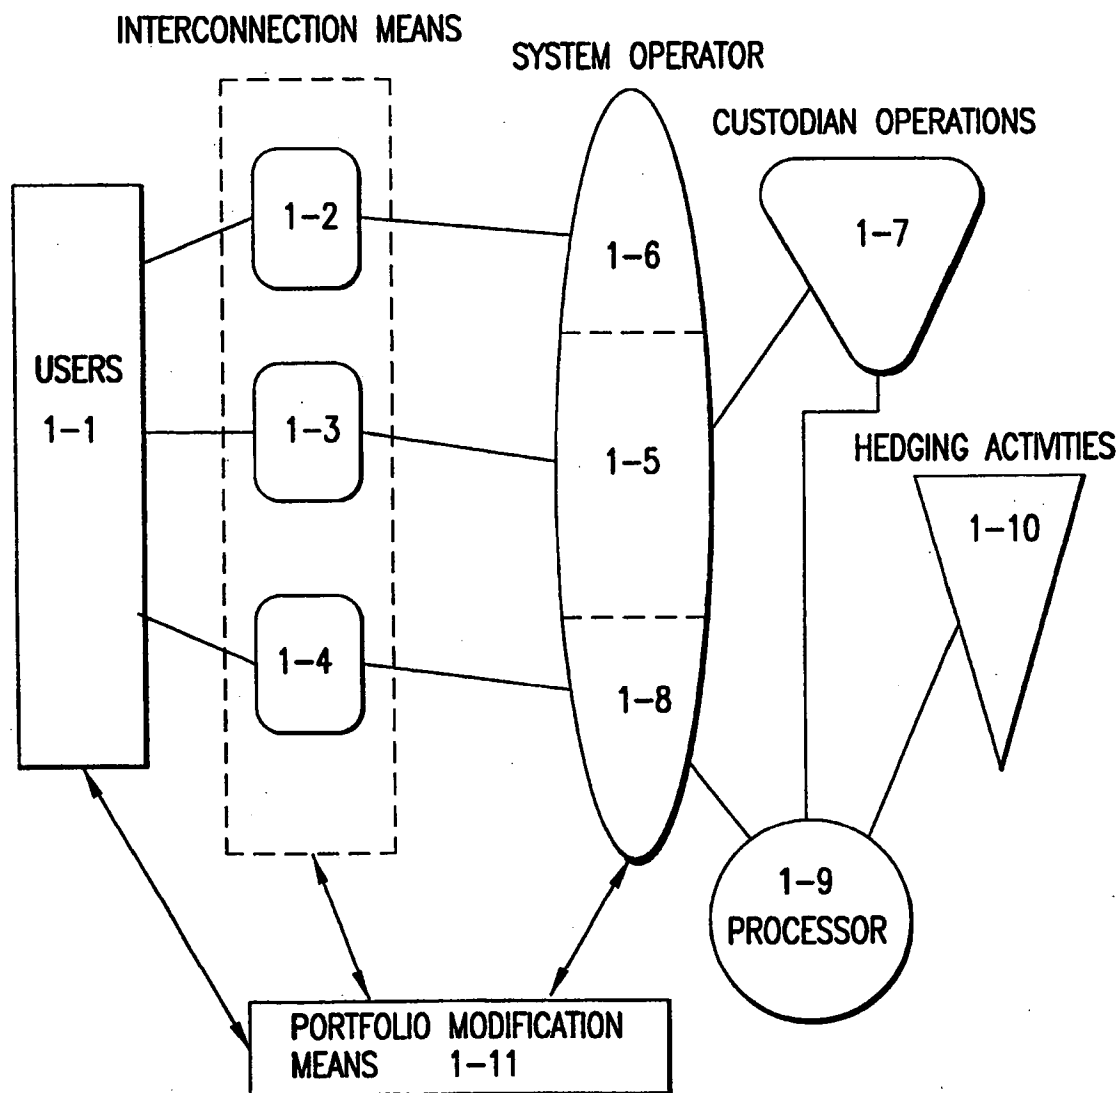 INTERCONNECTION MEANS
SYSTEM OPERATOR
CUSTODIAN OPERATIONS
1-2
1-6
1-7
USERS
1-1
1-3
1-5
HEDGING ACTIVITIES
1-10
1-4
1-8
1-9
PROCESSOR
PORTFOLIO MODIFICATION
MEANS 1-11